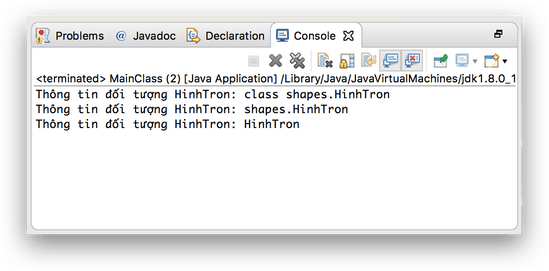 Problems @ Javadoc Declaration Console
<terminated> MainClass (2) [Java Application] /Library/Java/JavaVirtualMachines/jdk1.8.0_1
Thông tin đối tượng HinhTron: class shapes.HinhTron
Thông tin đối tượng HinhTron: shapes.HinhTron
Thông tin đối tượng HinhTron: HinhTron